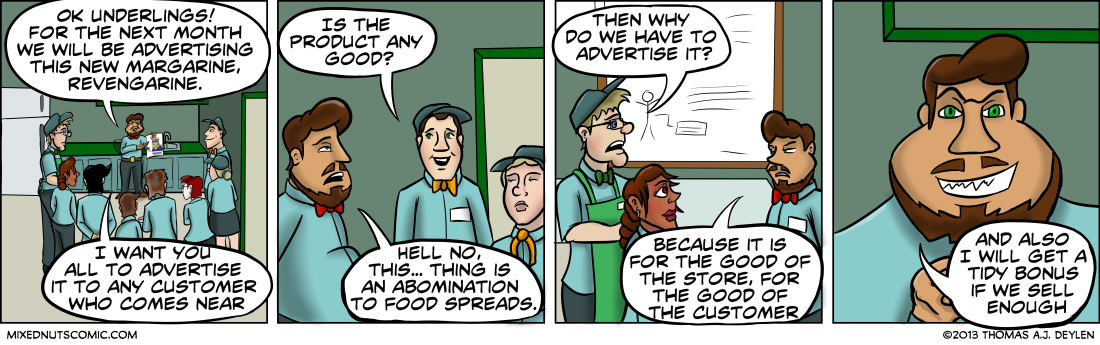 OK UNDERLINGS!
FOR THE NEXT MONTH
WE WILL BE ADVERTISING
THIS NEW MARGARINE,
REVENGARINE.
I WANT YOU
ALL TO ADVERTISE
IT TO ANY CUSTOMER
WHO COMES NEAR
IS THE
PRODUCT ANY
GOOD?
HELL NO,
THIS... THING IS
AN ABOMINATION
TO FOOD SPREADS.
THEN WHY
DO WE HAVE TO
ADVERTISE IT?
BECAUSE IT IS
FOR THE GOOD OF
THE STORE, FOR
THE GOOD OF
THE CUSTOMER
AND ALSO
I WILL GET A
TIDY BONUS
IF WE SELL
ENOUGH
MIXEDNUTSCOMIC.COM
©2013 THOMAS A.J. DEYLEN